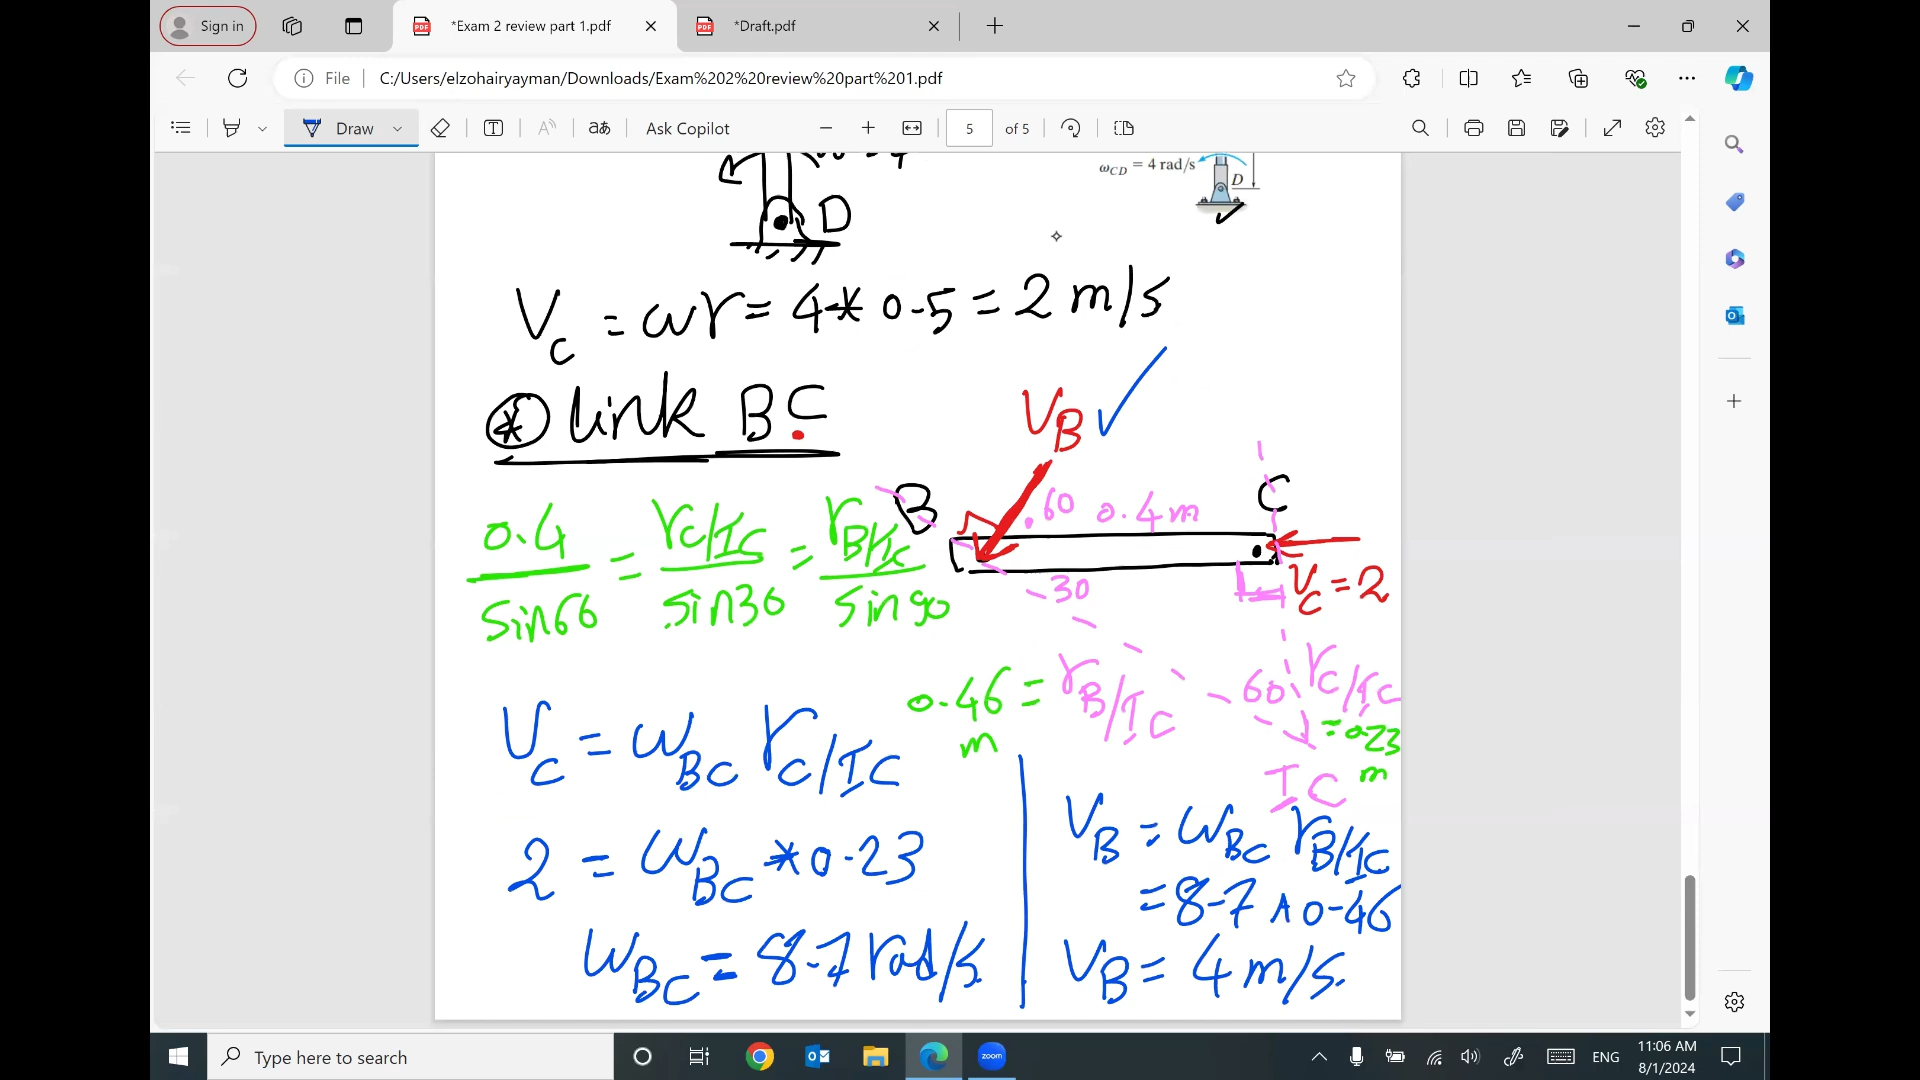 Sign in
*Exam 2 review part 1.pdf
*Draft.pdf
File
C:/Users/elzohairyayman/Downloads/Exam%202%20review%20part%201.pdf
Draw
Ask Copilot
5
of 5
ωCD = 4 rad/s
D
D
Vc = ωr = 4 * 0.5 = 2 m/s
* link BC
VB
B
60 0.4 m
C
0.4/sin60 = rC/IC/sin30 = rB/IC/sin90
30
Vc = 2
0.46 m = rB/IC
60
rC/IC = 0.23 m
IC
Vc = ωBC rC/IC
2 = ωBC * 0.23
ωBC = 8.7 rad/s
VB = ωBC rB/IC
= 8.7 * 0.46
VB = 4 m/s
Type here to search
zoom
ENG
11:06 AM
8/1/2024